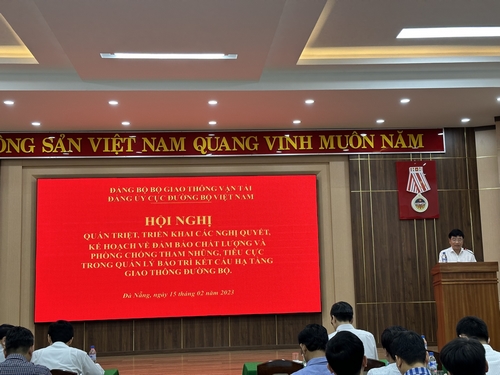 ỘNG SẢN VIỆT NAM QUANG VINH MUÔN NĂM
ĐẢNG BỘ BỘ GIAO THÔNG VẬN TẢI
ĐẢNG ỦY CỤC ĐƯỜNG BỘ VIỆT NAM
HỘI NGHỊ
QUÁN TRIỆT, TRIỂN KHAI CÁC NGHỊ QUYẾT,
KẾ HOẠCH VỀ ĐẢM BẢO CHẤT LƯỢNG VÀ
PHÒNG CHỐNG THAM NHŨNG, TIÊU CỰC
TRONG QUẢN LÝ BẢO TRÌ KẾT CẤU HẠ TẦNG
GIAO THÔNG ĐƯỜNG BỘ.
Đà Nẵng, ngày 15 tháng 02 năm 2023